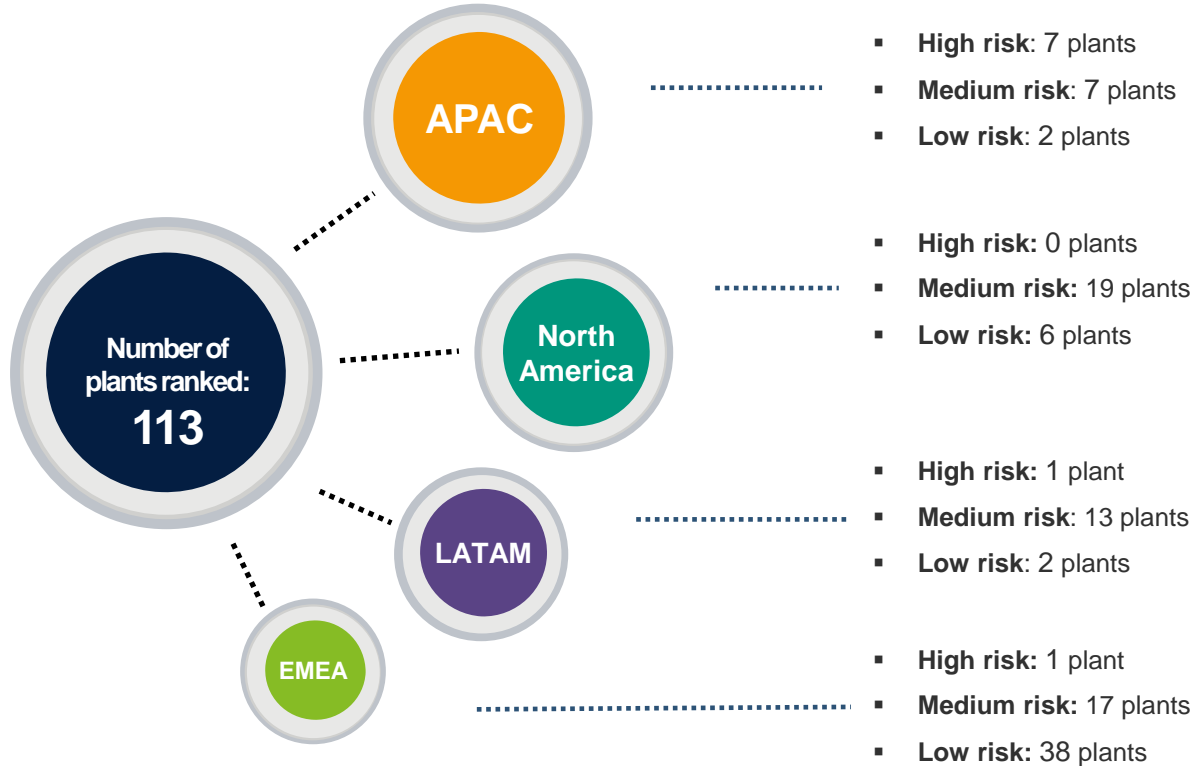 APAC
▪ High risk: 7 plants
▪ Medium risk: 7 plants
▪ Low risk: 2 plants
Number of
plants ranked:
113
North
America
▪ High risk: 0 plants
▪ Medium risk: 19 plants
▪ Low risk: 6 plants
LATAM
▪ High risk: 1 plant
▪ Medium risk: 13 plants
▪ Low risk: 2 plants
EMEA
▪ High risk: 1 plant
▪ Medium risk: 17 plants
▪ Low risk: 38 plants